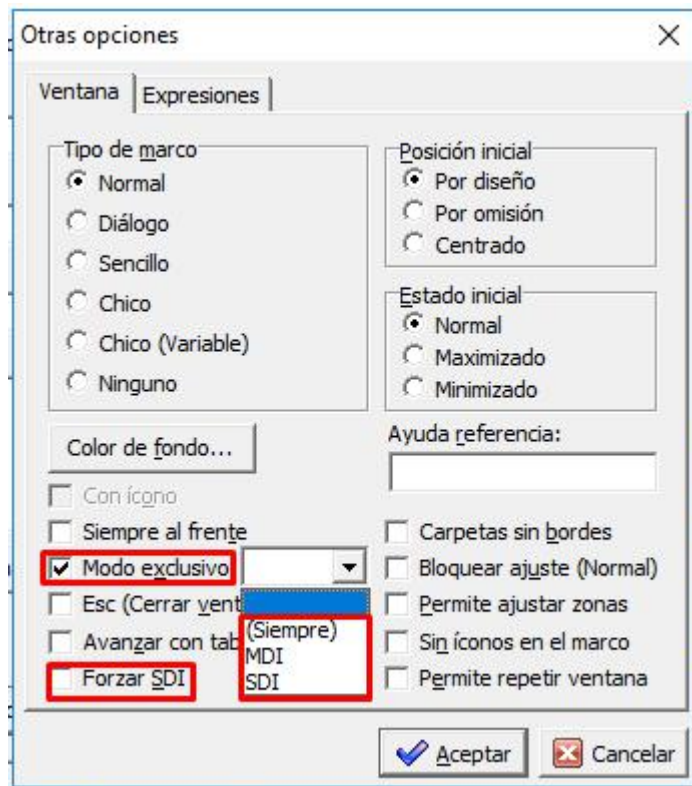 Otras opciones
Ventana
Expresiones
Tipo de marco
Normal
Diálogo
Sencillo
Chico
Chico (Variable)
Ninguno
Posición inicial
Por diseño
Por omisión
Centrado
Estado inicial
Normal
Maximizado
Minimizado
Color de fondo...
Ayuda referencia:
Con ícono
Siempre al frente
Modo exclusivo
Esc (Cerrar vent
Avanzar con tab
Forzar SDI
(Siempre)
MDI
SDI
Carpetas sin bordes
Bloquear ajuste (Normal)
Permite ajustar zonas
Sin íconos en el marco
Permite repetir ventana
Aceptar
Cancelar